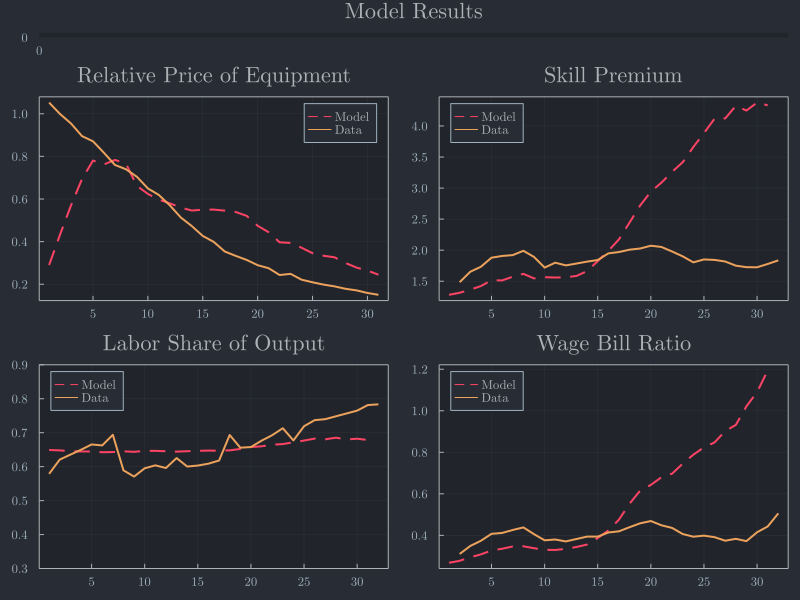 Model Results
0
0
Relative Price of Equipment
Skill Premium
1.0
0.8
0.6
0.4
0.2
Model
Data
5 10 15 20 25 30
4.0
3.5
3.0
2.5
2.0
1.5
Model
Data
5 10 15 20 25 30
Labor Share of Output
Wage Bill Ratio
0.9
0.8
0.7
0.6
0.5
0.4
0.3
Model
Data
5 10 15 20 25 30
1.2
1.0
0.8
0.6
0.4
Model
Data
5 10 15 20 25 30